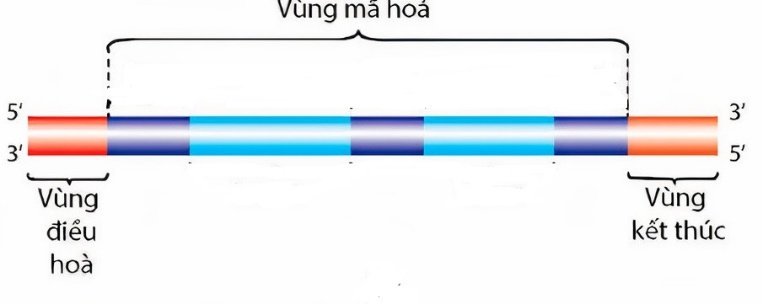 Vùng mã hoá
5' 3'
3' 5'
Vùng
điều
hoà
Vùng
kết thúc